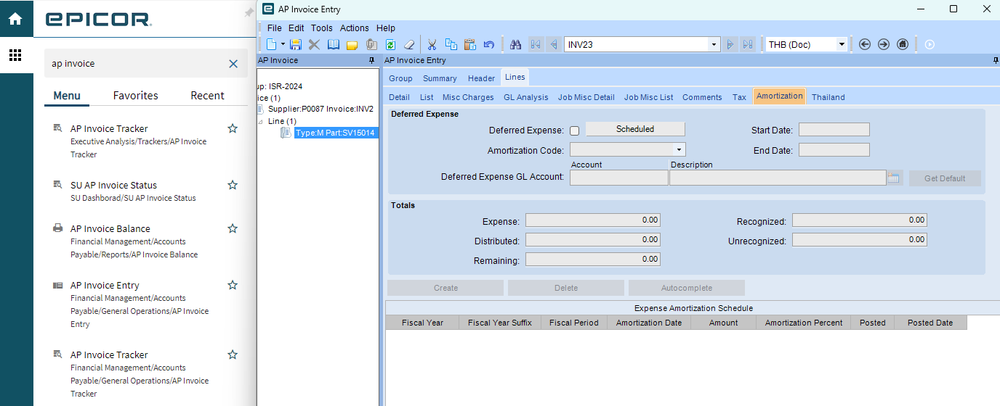 EPICOR
ap invoice
Menu Favorites Recent
AP Invoice Tracker
Executive Analysis/Trackers/AP Invoice
Tracker
SU AP Invoice Status
SU Dashborad/SU AP Invoice Status
AP Invoice Balance
Financial Management/Accounts
Payable/Reports/AP Invoice Balance
AP Invoice Entry
Financial Management/Accounts
Payable/General Operations/AP Invoice
Entry
AP Invoice Tracker
Financial Management/Accounts
Payable/General Operations/AP Invoice
Tracker
AP Invoice Entry
File Edit Tools Actions Help
INV23 THB (Doc)
AP Invoice
up: ISR-2024
ice (1)
Supplier:P0087 Invoice:INV2
Line (1)
Type:M Part:SV15014
AP Invoice Entry
Group Summary Header Lines
Detail List Misc Charges GL Analysis Job Misc Detail Job Misc List Comments Tax Amortization Thailand
Deferred Expense
Deferred Expense: Scheduled Start Date:
Amortization Code: End Date:
Account Description
Deferred Expense GL Account: Get Default
Totals
Expense: 0.00 Recognized: 0.00
Distributed: 0.00 Unrecognized: 0.00
Remaining: 0.00
Create Delete Autocomplete
Expense Amortization Schedule
Fiscal Year Fiscal Year Suffix Fiscal Period Amortization Date Amount Amortization Percent Posted Posted Date